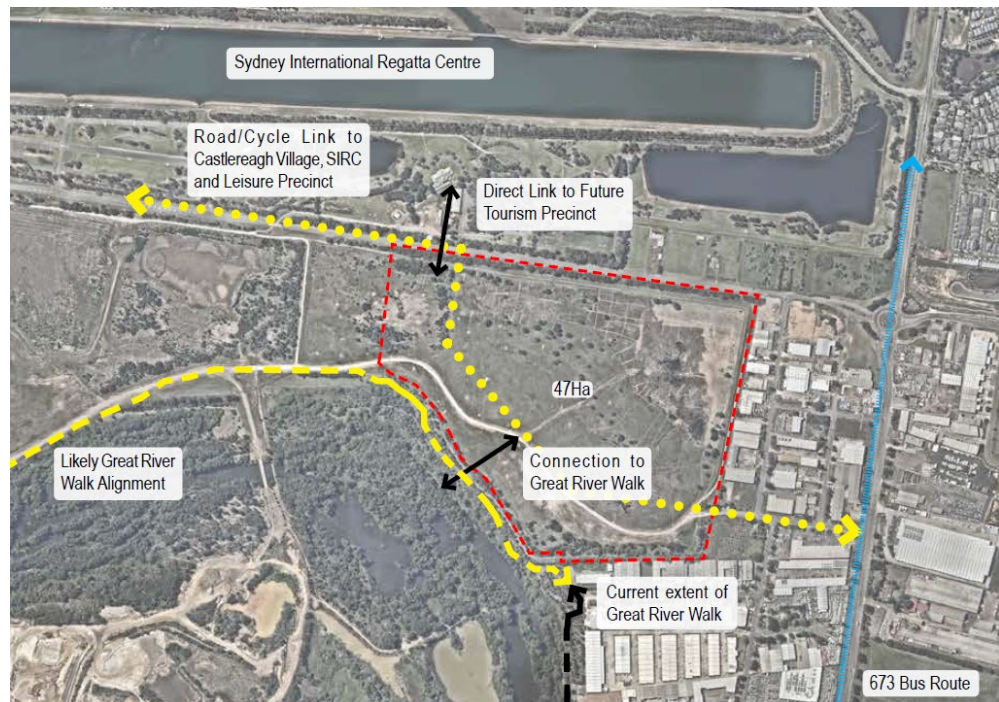 Sydney International Regatta Centre
Road/Cycle Link to
Castlereagh Village, SIRC
and Leisure Precinct
Direct Link to Future
Tourism Precinct
47Ha
Likely Great River
Walk Alignment
Connection to
Great River Walk
Current extent of
Great River Walk
673 Bus Route